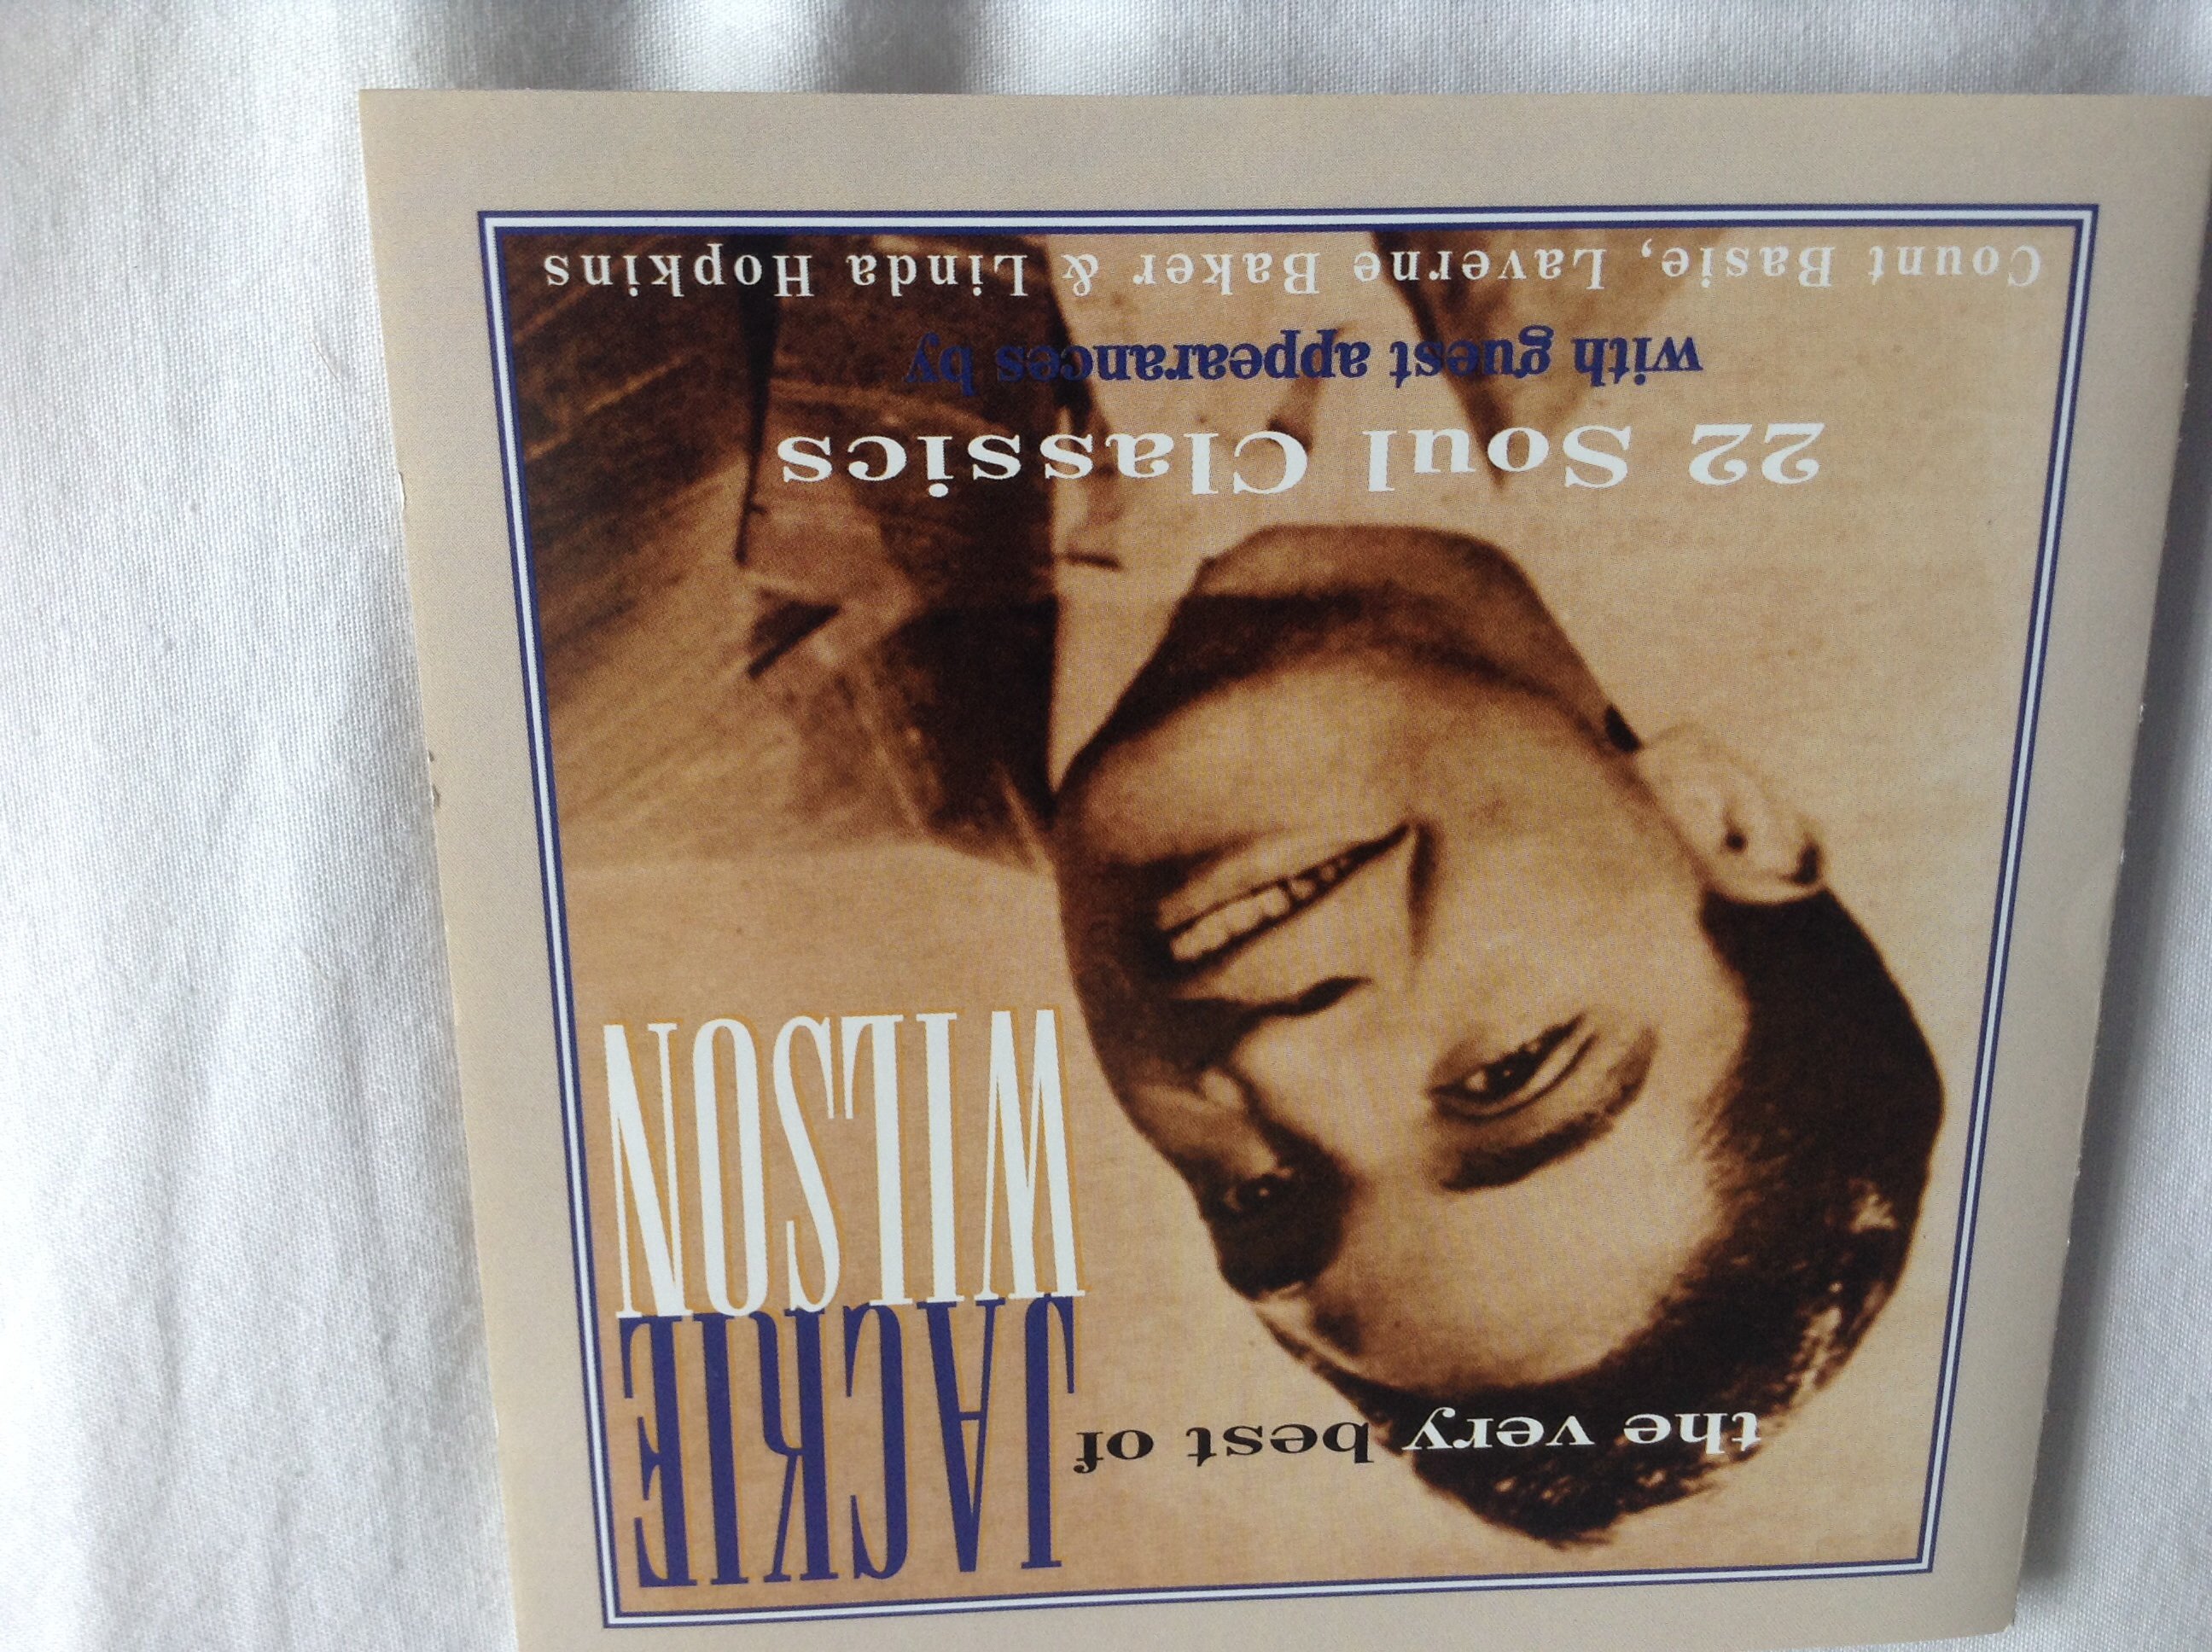 the very best of
JACKIE
WILSON
22 Soul Classics
with guest appearances by
Count Basie, Laverne Baker & Linda Hopkins